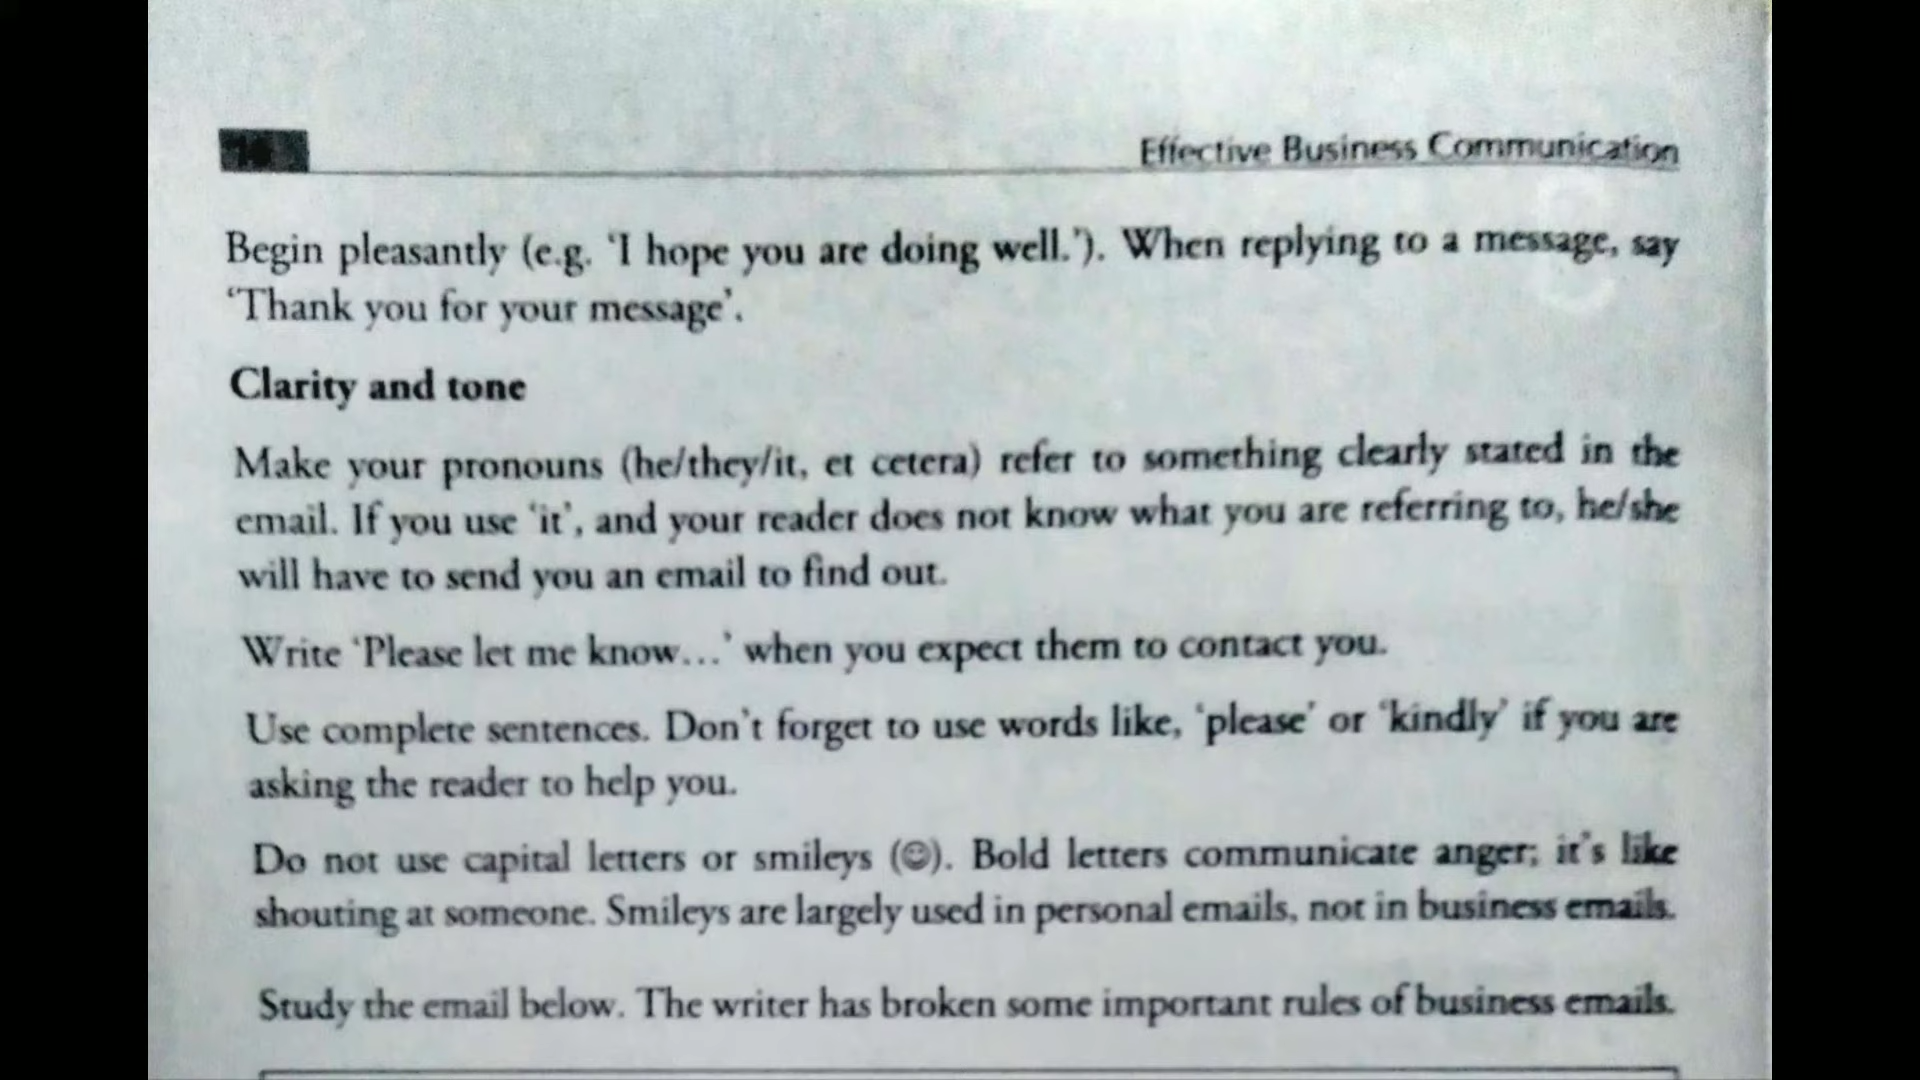 Effective Business Communication
Begin pleasantly (e.g. 'I hope you are doing well.'). When replying to a message, say
'Thank you for your message'.
Clarity and tone
Make your pronouns (he/they/it, et cetera) refer to something clearly stated in the
email. If you use 'it', and your reader does not know what you are referring to, he/she
will have to send you an email to find out.
Write 'Please let me know...' when you expect them to contact you.
Use complete sentences. Don't forget to use words like, 'please' or 'kindly' if you are
asking the reader to help you.
Do not use capital letters or smileys (☺). Bold letters communicate anger; it's like
shouting at someone. Smileys are largely used in personal emails, not in business emails.
Study the email below. The writer has broken some important rules of business emails.